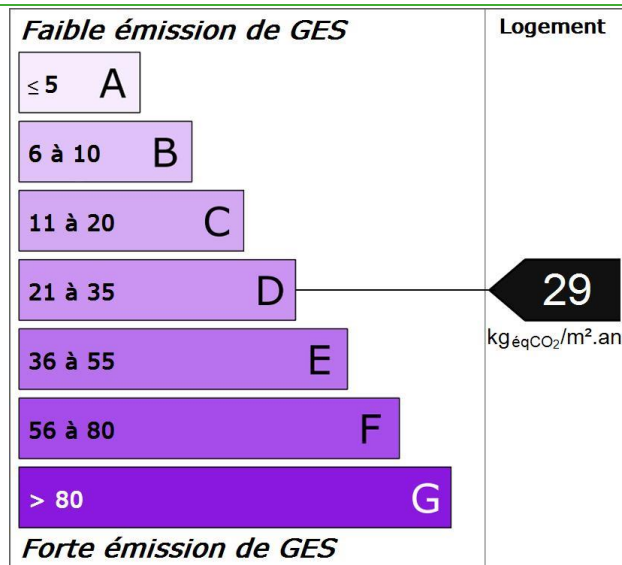 Faible émission de GES
Logement
≤ 5 A
6 à 10 B
11 à 20 C
21 à 35 D
29
kgéqCO₂/m².an
36 à 55 E
56 à 80 F
> 80 G
Forte émission de GES